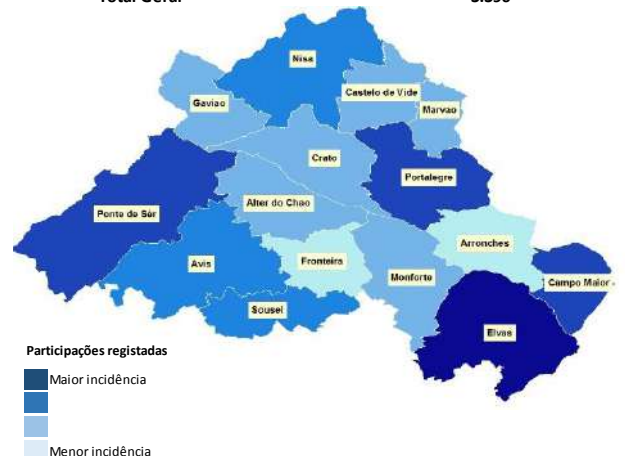 Nisa
Castelo de Vide
Gaviao
Marvao
Crato
Portalegre
Alter do Chao
Ponte de Sôr
Arronches
Fronteira
Avis
Monforte
Campo Maior
Sousel
Elvas
Participações registadas
Maior incidência
Menor incidência